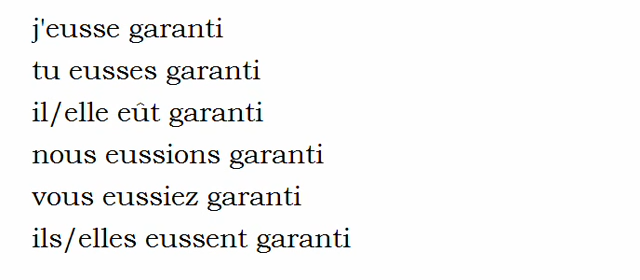 j'eusse garanti
tu eusses garanti
il/elle eût garanti
nous eussions garanti
vous eussiez garanti
ils/elles eussent garanti